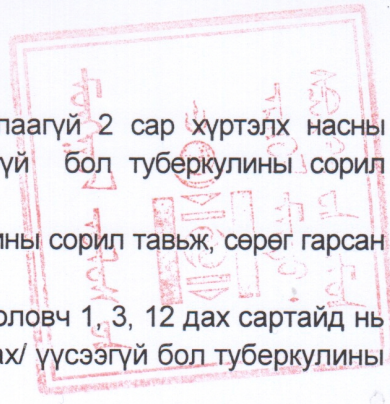 лаагүй 2 сар хүртэлх насны
үй бол туберкулины сорил
ины сорил тавьж, сөрөг гарсан
оловч 1, 3, 12 дах сартайд нь
ах/ үүсээгүй бол туберкулины